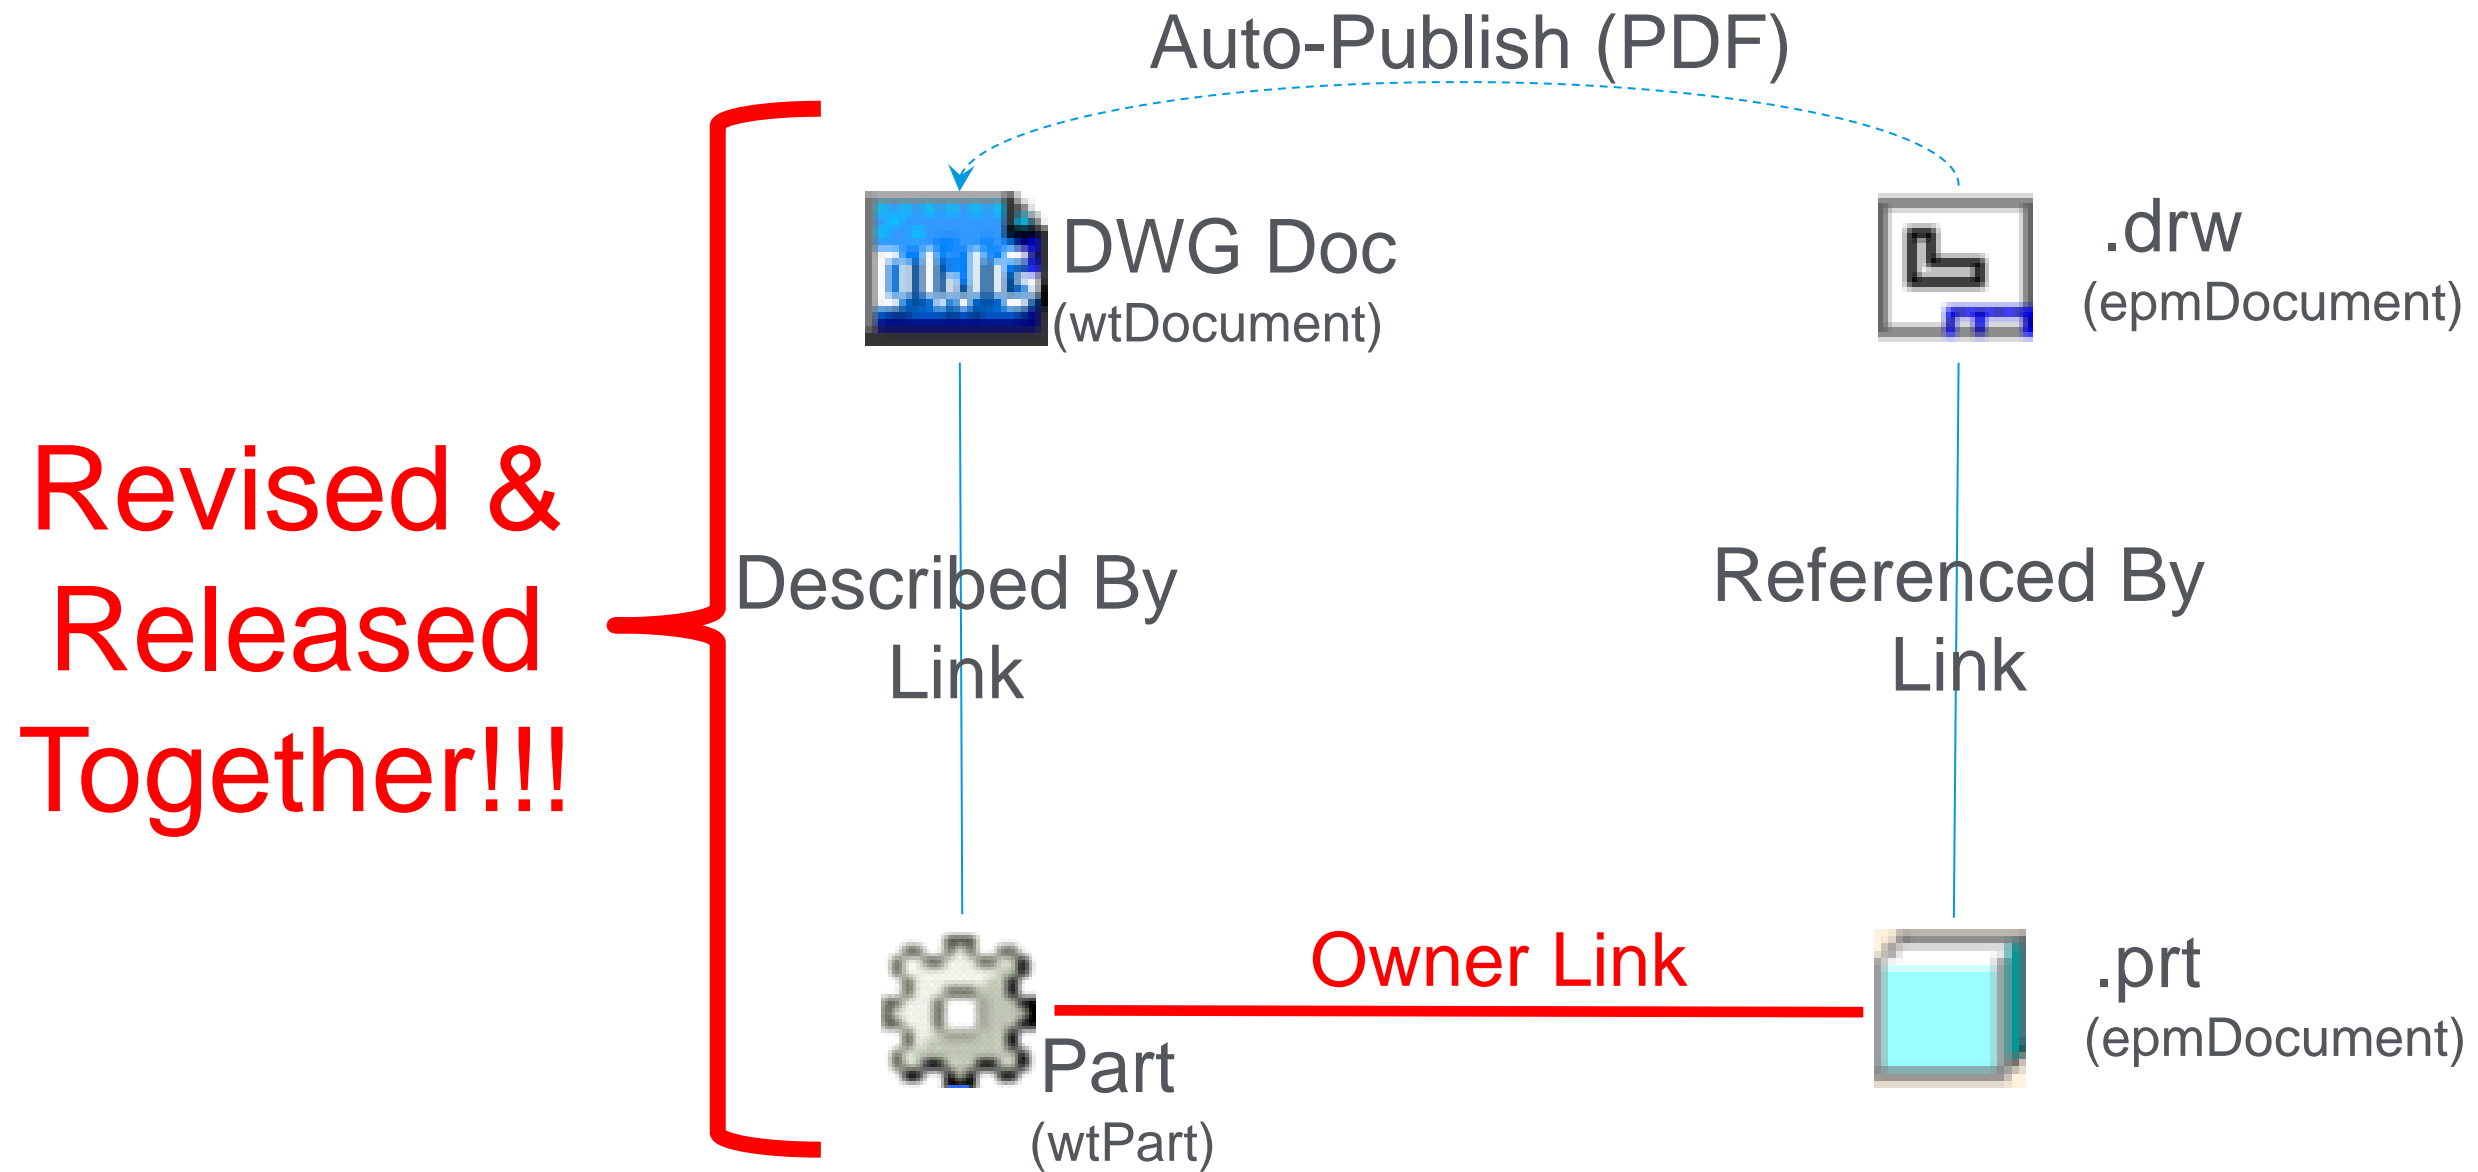 Auto-Publish (PDF)
DWG
DWG Doc
(wtDocument)
.drw
(epmDocument)
Revised &
Released
Together!!!
Described By
Link
Referenced By
Link
Owner Link
.prt
(epmDocument)
Part
(wtPart)